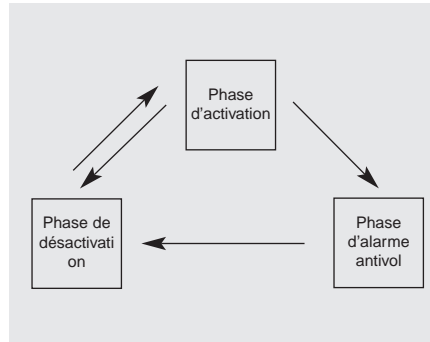 Phase
d'activation
Phase de
désactivati
on
Phase
d'alarme
antivol